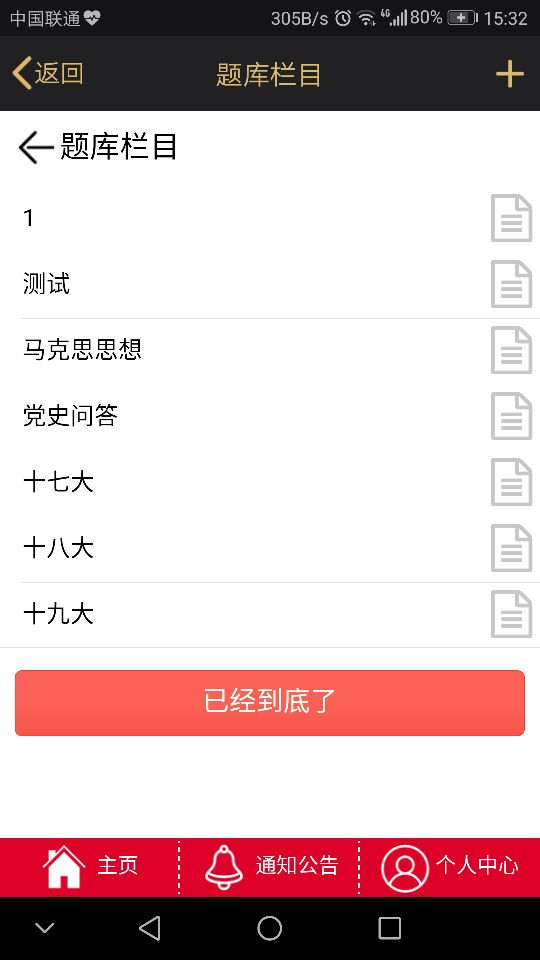 中国联通 305B/s 4G 80% 15:32
返回 题库栏目
题库栏目
1
测试
马克思思想
党史问答
十七大
十八大
十九大
已经到底了
主页 通知公告 个人中心